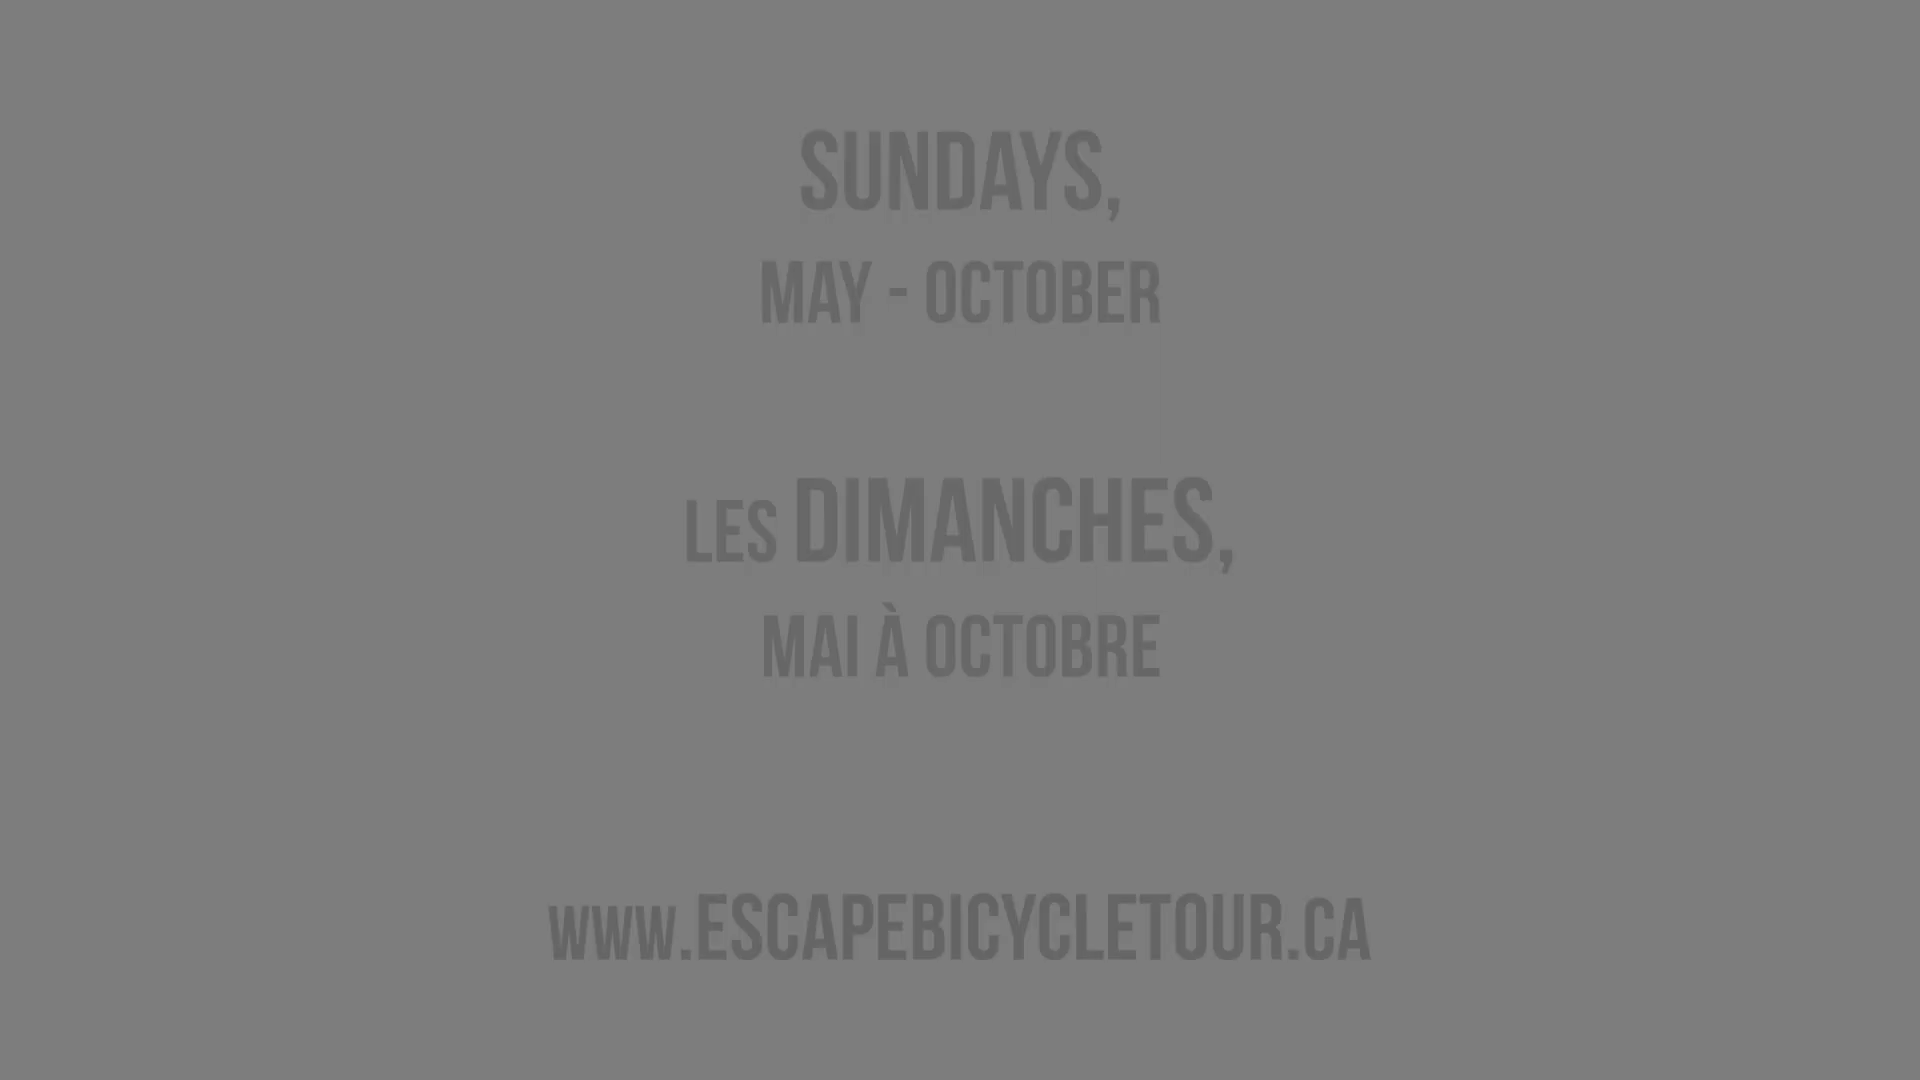 SUNDAYS,
MAY - OCTOBER
LES DIMANCHES,
MAI À OCTOBRE
WWW.ESCAPEBICYCLETOUR.CA